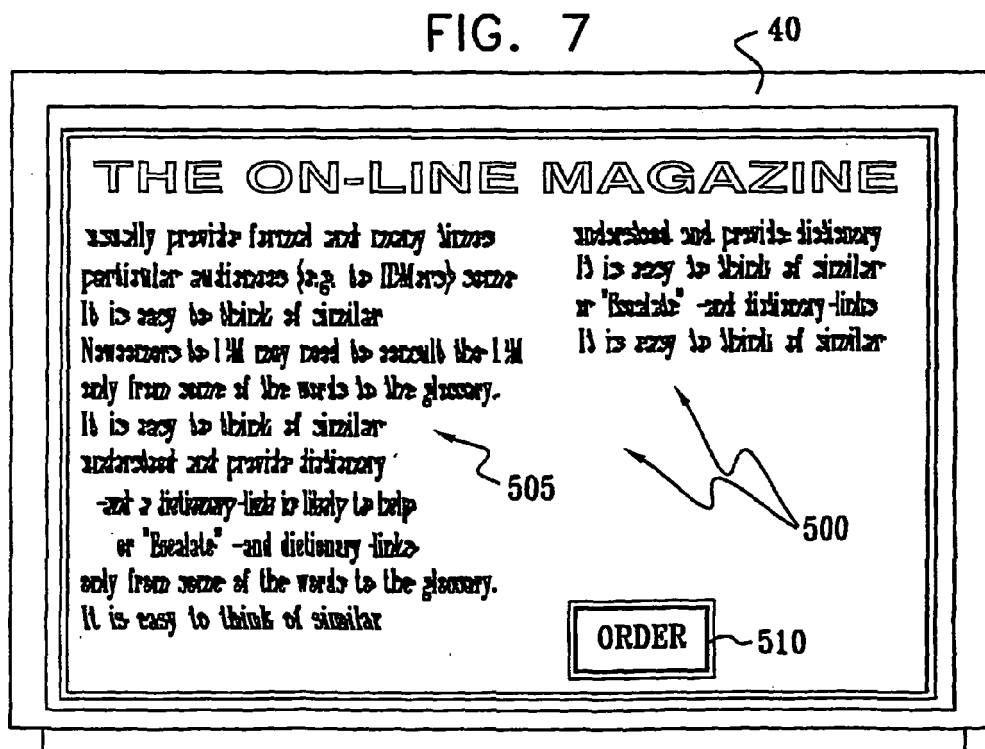 FIG. 7
40
THE ON-LINE MAGAZINE
usually provide formal and many times
particular audiences (e.g. to IBMers) some
It is easy to think of similar
Newcomers to IBM may need to consult the IBM
only from some of the words to the glossary.
It is easy to think of similar
understood and provide dictionary
-and a dictionary-link is likely to help
or "Escalate" -and dictionary-links
only from some of the words to the glossary.
It is easy to think of similar
understood and provide dictionary
It is easy to think of similar
or "Escalate" -and dictionary-links
It is easy to think of similar
505
500
ORDER
510